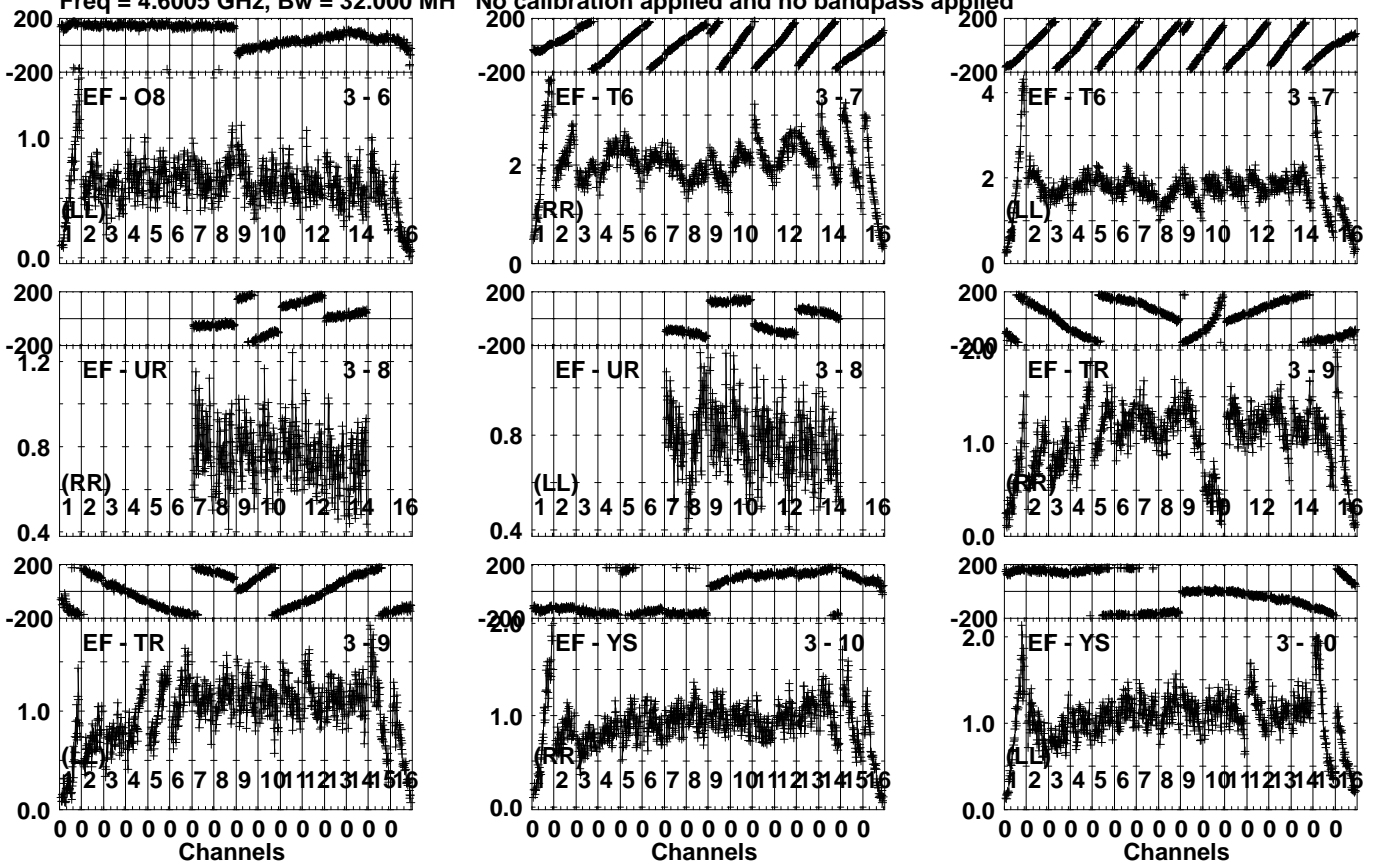 Freq = 4.6005 GHz, Bw = 32.000 MH No calibration applied and no bandpass applied
200 200 200
-200 -200 -200
EF - O8 3 - 6 EF - T6 3 - 7 EF - T6 3 - 7
4
1.0 2 2
(LL) (RR) (LL)
1 2 3 4 5 6 7 8 9 10 12 14 16 1 2 3 4 5 6 7 8 9 10 12 14 16 2 3 4 5 6 7 8 9 10 12 14 16
0.0 0 0
200 200 200
-200 -200 -200
1.2 2.0
EF - UR 3 - 8 EF - UR 3 - 8 EF - TR 3 - 9
0.8 0.8 1.0
(RR) (LL) (RR)
1 2 3 4 5 6 7 8 9 10 12 14 16 1 2 3 4 5 6 7 8 9 10 12 14 16 1 2 3 4 5 6 7 8 9 10 12 14 16
0.4 0.4 0.0
200 200 200
-200 -200 -200
2.0 2.0
EF - TR 3 - 9 EF - YS 3 - 10 EF - YS 3 - 10
1.0 1.0 1.0
(LL) (RR) (LL)
1 2 3 4 5 6 7 8 9 10 11 12 13 14 15 16 2 3 4 5 6 7 8 9 10 11 12 13 14 15 16 1 2 3 4 5 6 7 8 9 10 11 12 13 14 15 16
0.0 0.0 0.0
0 0 0 0 0 0 0 0 0 0 0 0 0 0 0 0 0 0 0 0 0 0 0 0 0 0 0 0 0 0 0 0 0 0 0 0 0 0 0 0 0 0 0 0 0 0 0 0
Channels Channels Channels